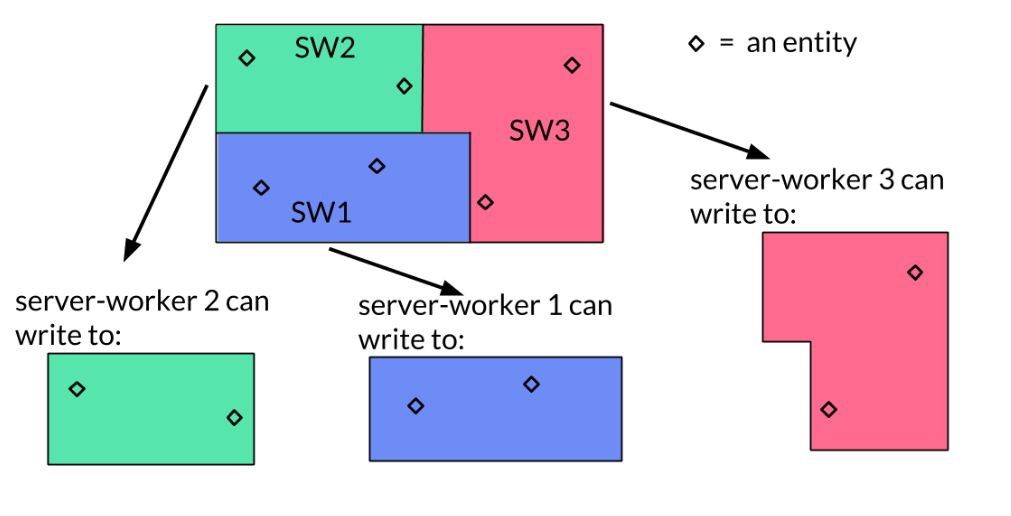 SW2
◇ = an entity
SW3
SW1
server-worker 3 can
write to:
server-worker 2 can
write to:
server-worker 1 can
write to: